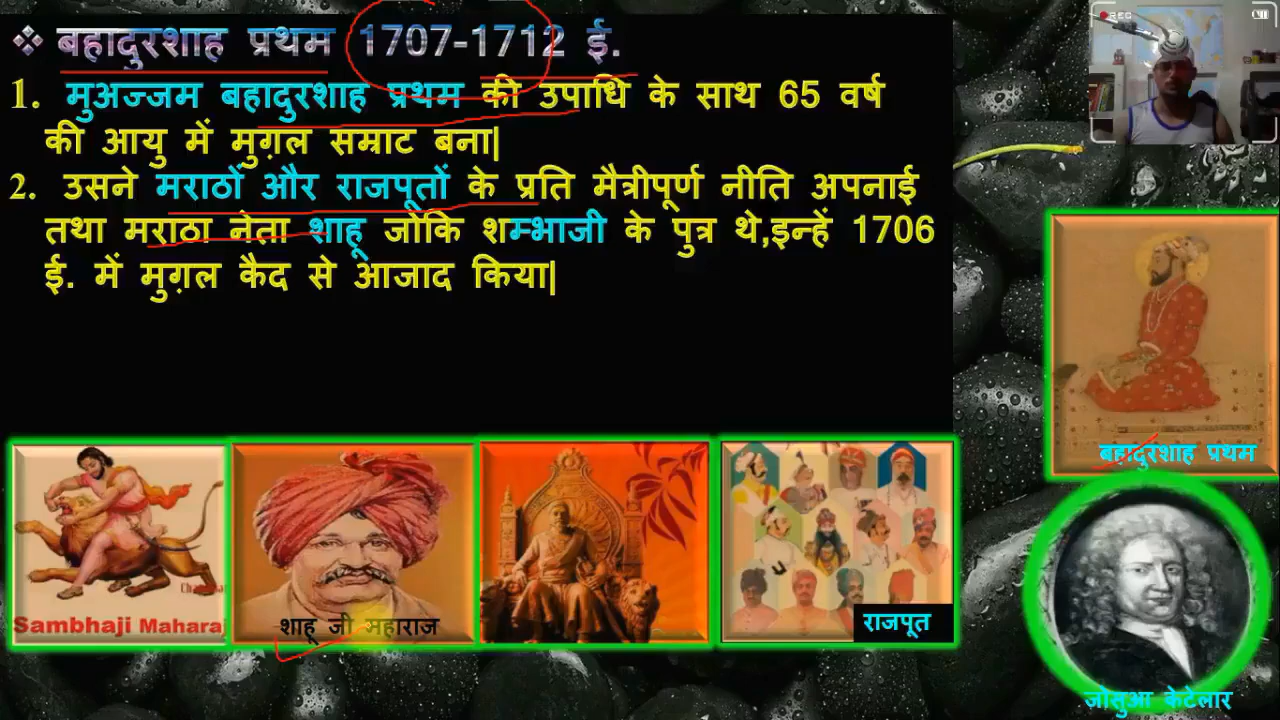 ❖ बहादुरशाह प्रथम 1707-1712 ई.
1. मुअज्जम बहादुरशाह प्रथम की उपाधि के साथ 65 वर्ष
की आयु में मुग़ल सम्राट बना|
2. उसने मराठों और राजपूतों के प्रति मैत्रीपूर्ण नीति अपनाई
तथा मराठा नेता शाहू जोकि शम्भाजी के पुत्र थे,इन्हें 1706
ई. में मुग़ल कैद से आजाद किया|
REC
बहादुरशाह प्रथम
Sambhaji Maharaj
शाहू जी महाराज
राजपूत
जोसुआ केटेलार